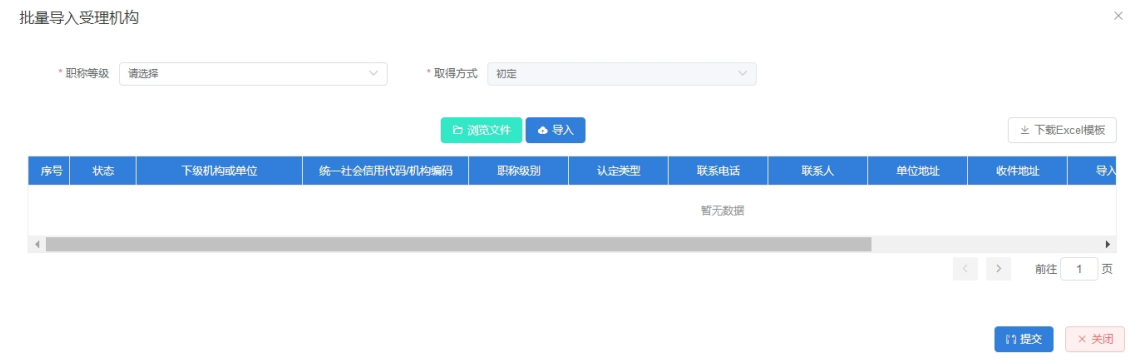 批量导入受理机构
* 职称等级 请选择 * 取得方式 初定
浏览文件 导入 下载Excel模板
序号 状态 下级机构或单位 统一社会信用代码/机构编码 职称级别 认定类型 联系电话 联系人 单位地址 收件地址 导入
暂无数据
前往 1 页
提交 × 关闭